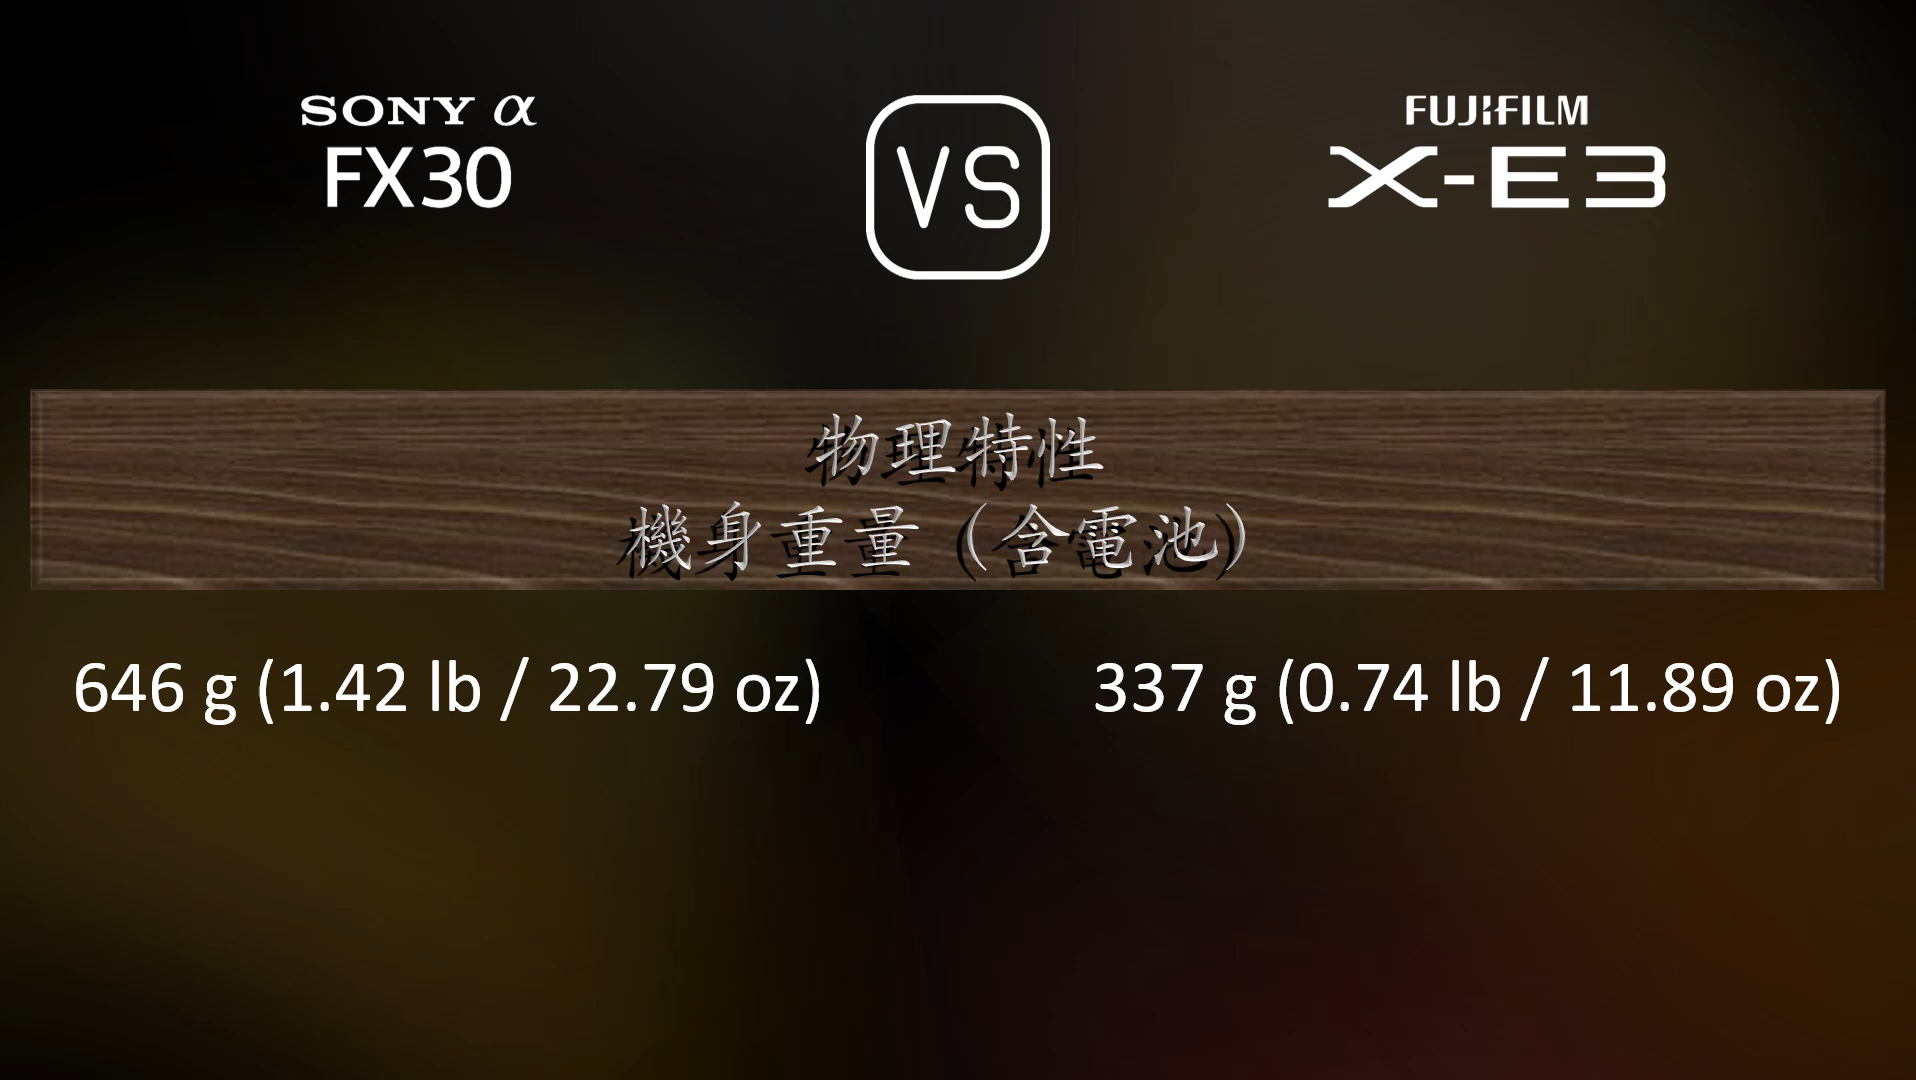 SONY α
FX30
VS
FUJIFILM
X-E3
物理特性
機身重量（含電池）
646 g (1.42 lb / 22.79 oz)
337 g (0.74 lb / 11.89 oz)